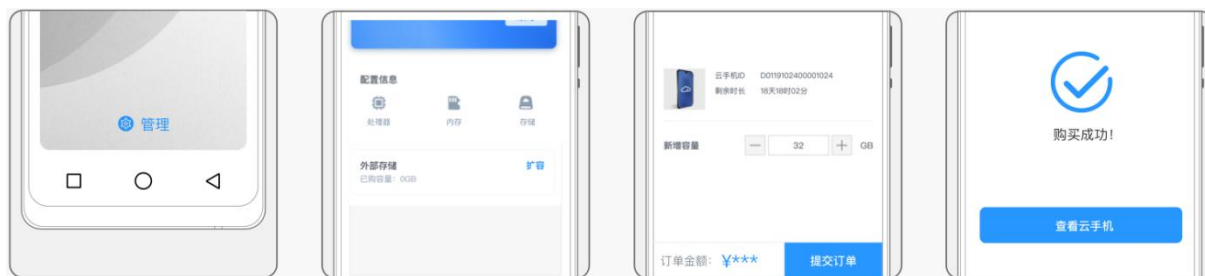 管理
配置信息
处理器
内存
存储
外部存储
扩容
已购容量：0GB
云手机ID D0119102400001024
剩余时长 18天18时02分
新增容量 — 32 + GB
订单金额： ¥***
提交订单
购买成功！
查看云手机